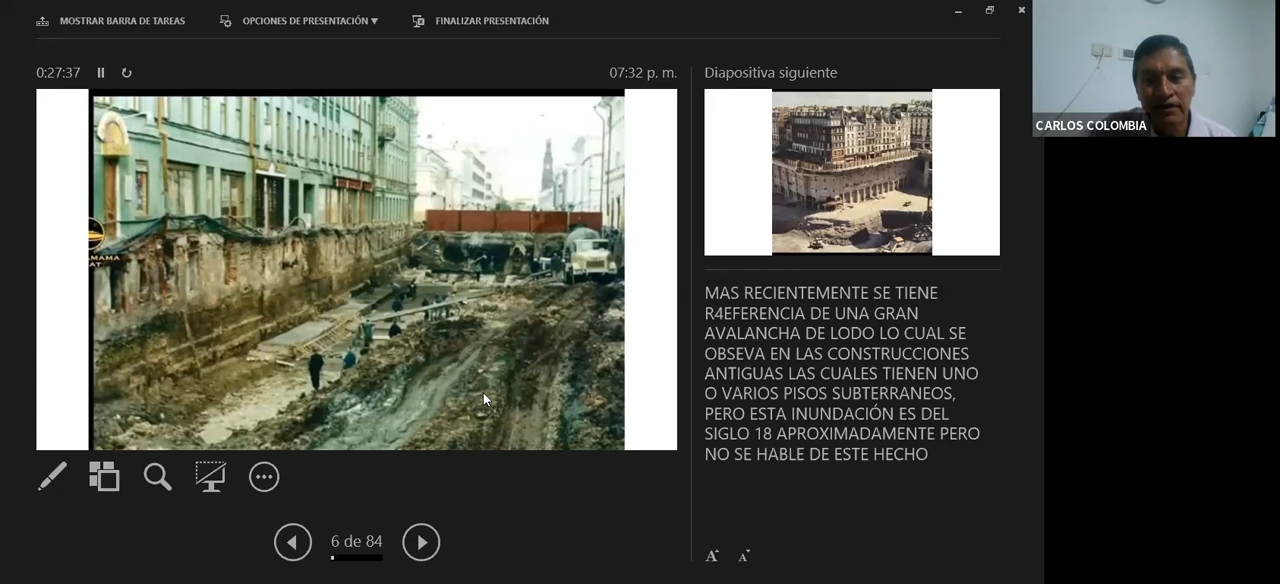 MOSTRAR BARRA DE TAREAS
OPCIONES DE PRESENTACIÓN ▼
FINALIZAR PRESENTACIÓN
0:27:37
07:32 p. m.
Diapositiva siguiente
CARLOS COLOMBIA
AMAMA
AT
MAS RECIENTEMENTE SE TIENE
R4EFERENCIA DE UNA GRAN
AVALANCHA DE LODO LO CUAL SE
OBSEVA EN LAS CONSTRUCCIONES
ANTIGUAS LAS CUALES TIENEN UNO
O VARIOS PISOS SUBTERRANEOS,
PERO ESTA INUNDACIÓN ES DEL
SIGLO 18 APROXIMADAMENTE PERO
NO SE HABLE DE ESTE HECHO
6 de 84
A A